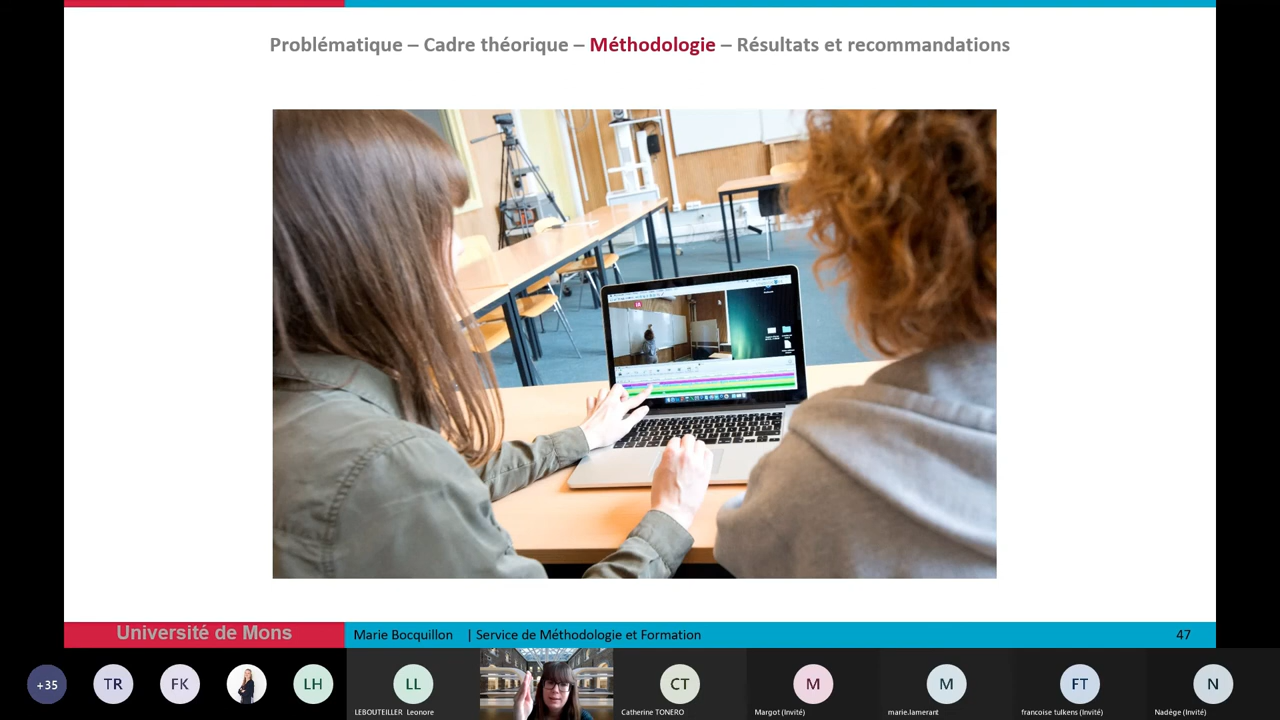 Problématique – Cadre théorique – Méthodologie – Résultats et recommandations
Université de Mons
Marie Bocquillon | Service de Méthodologie et Formation
47
+35
TR
FK
LH
LL
CT
M
M
FT
N
LEBOUTEILLER Leonore
Catherine TONERO
Margot (Invité)
marie.lamerant
francoise tulkens (Invité)
Nadège (Invité)